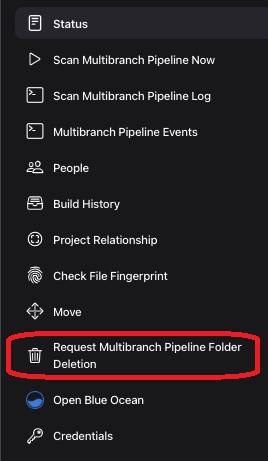 Status
Scan Multibranch Pipeline Now
Scan Multibranch Pipeline Log
Multibranch Pipeline Events
People
Build History
Project Relationship
Check File Fingerprint
Move
Request Multibranch Pipeline Folder
Deletion
Open Blue Ocean
Credentials